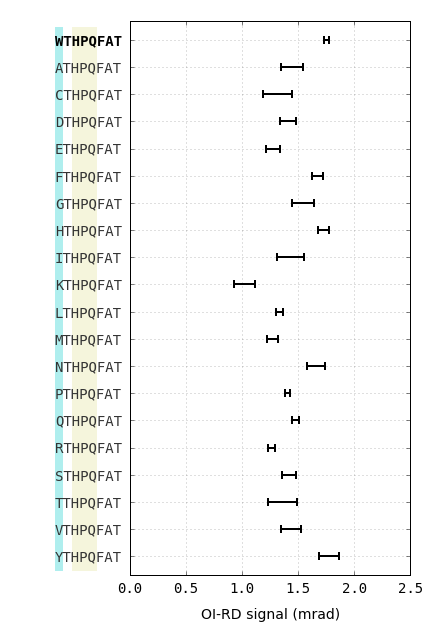 WTHPQFAT
ATHPQFAT
CTHPQFAT
DTHPQFAT
ETHPQFAT
FTHPQFAT
GTHPQFAT
HTHPQFAT
ITHPQFAT
KTHPQFAT
LTHPQFAT
MTHPQFAT
NTHPQFAT
PTHPQFAT
QTHPQFAT
RTHPQFAT
STHPQFAT
TTHPQFAT
VTHPQFAT
YTHPQFAT
0.0 0.5 1.0 1.5 2.0 2.5
OI-RD signal (mrad)